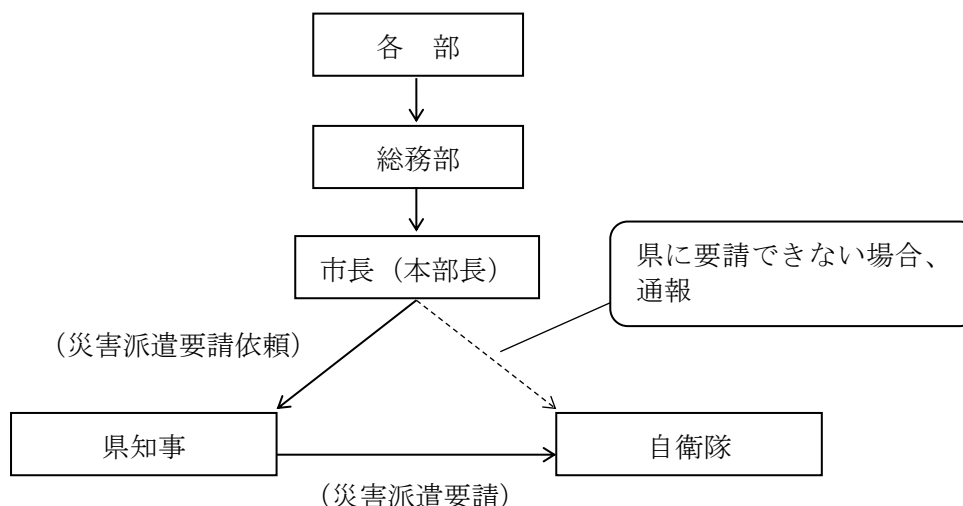 各　部
総務部
市長（本部長）
県に要請できない場合、
通報
（災害派遣要請依頼）
県知事
自衛隊
（災害派遣要請）